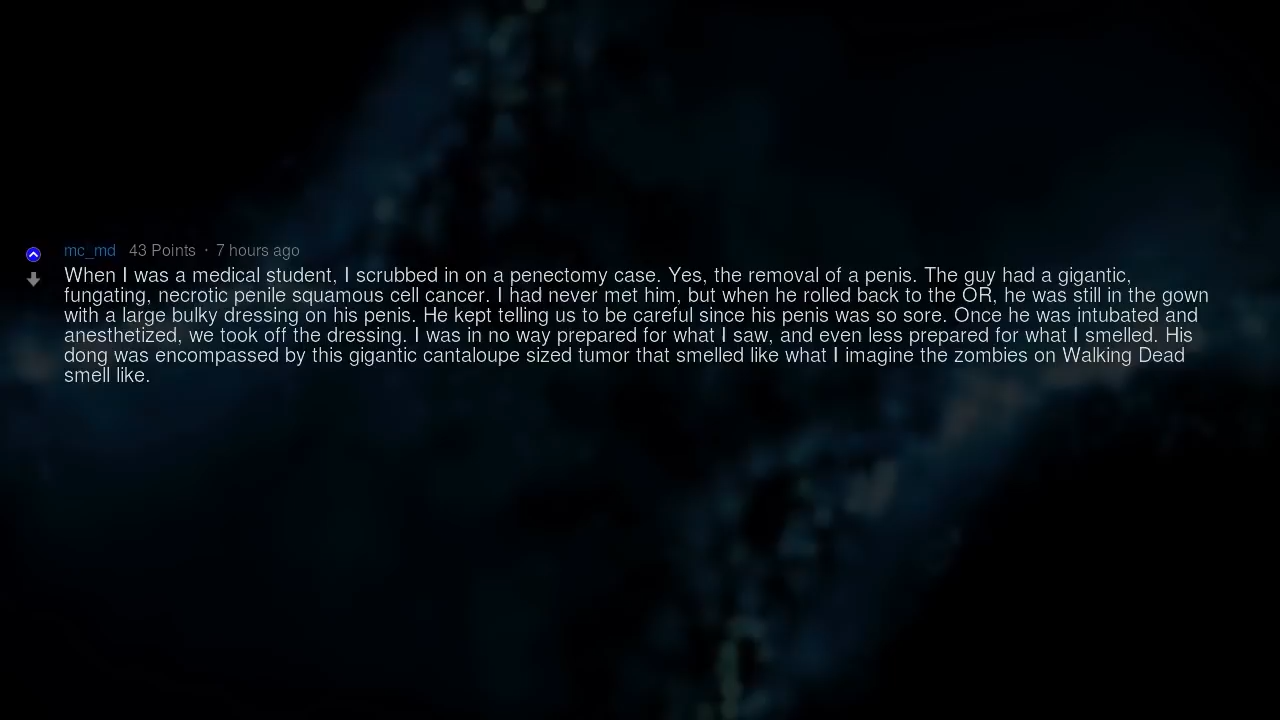 mc_md 43 Points · 7 hours ago
When I was a medical student, I scrubbed in on a penectomy case. Yes, the removal of a penis. The guy had a gigantic,
fungating, necrotic penile squamous cell cancer. I had never met him, but when he rolled back to the OR, he was still in the gown
with a large bulky dressing on his penis. He kept telling us to be careful since his penis was so sore. Once he was intubated and
anesthetized, we took off the dressing. I was in no way prepared for what I saw, and even less prepared for what I smelled. His
dong was encompassed by this gigantic cantaloupe sized tumor that smelled like what I imagine the zombies on Walking Dead
smell like.